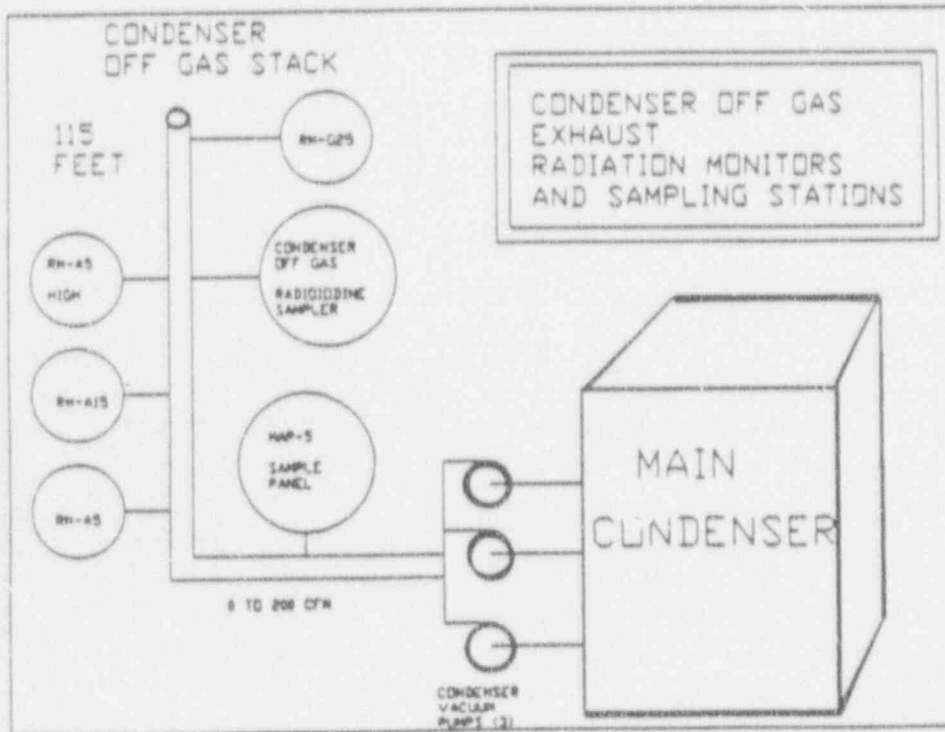 CONDENSER
OFF GAS STACK
115
FEET
RM-G25
CONDENSER OFF GAS
EXHAUST
RADIATION MONITORS
AND SAMPLING STATIONS
RM-A5
HIGH
CONDENSER
OFF GAS
RADIOIODINE
SAMPLER
RM-A15
MAP-5
SAMPLE
PANEL
RM-A5
MAIN
CONDENSER
0 TO 200 CFM
CONDENSER
VACUUM
PUMPS (3)